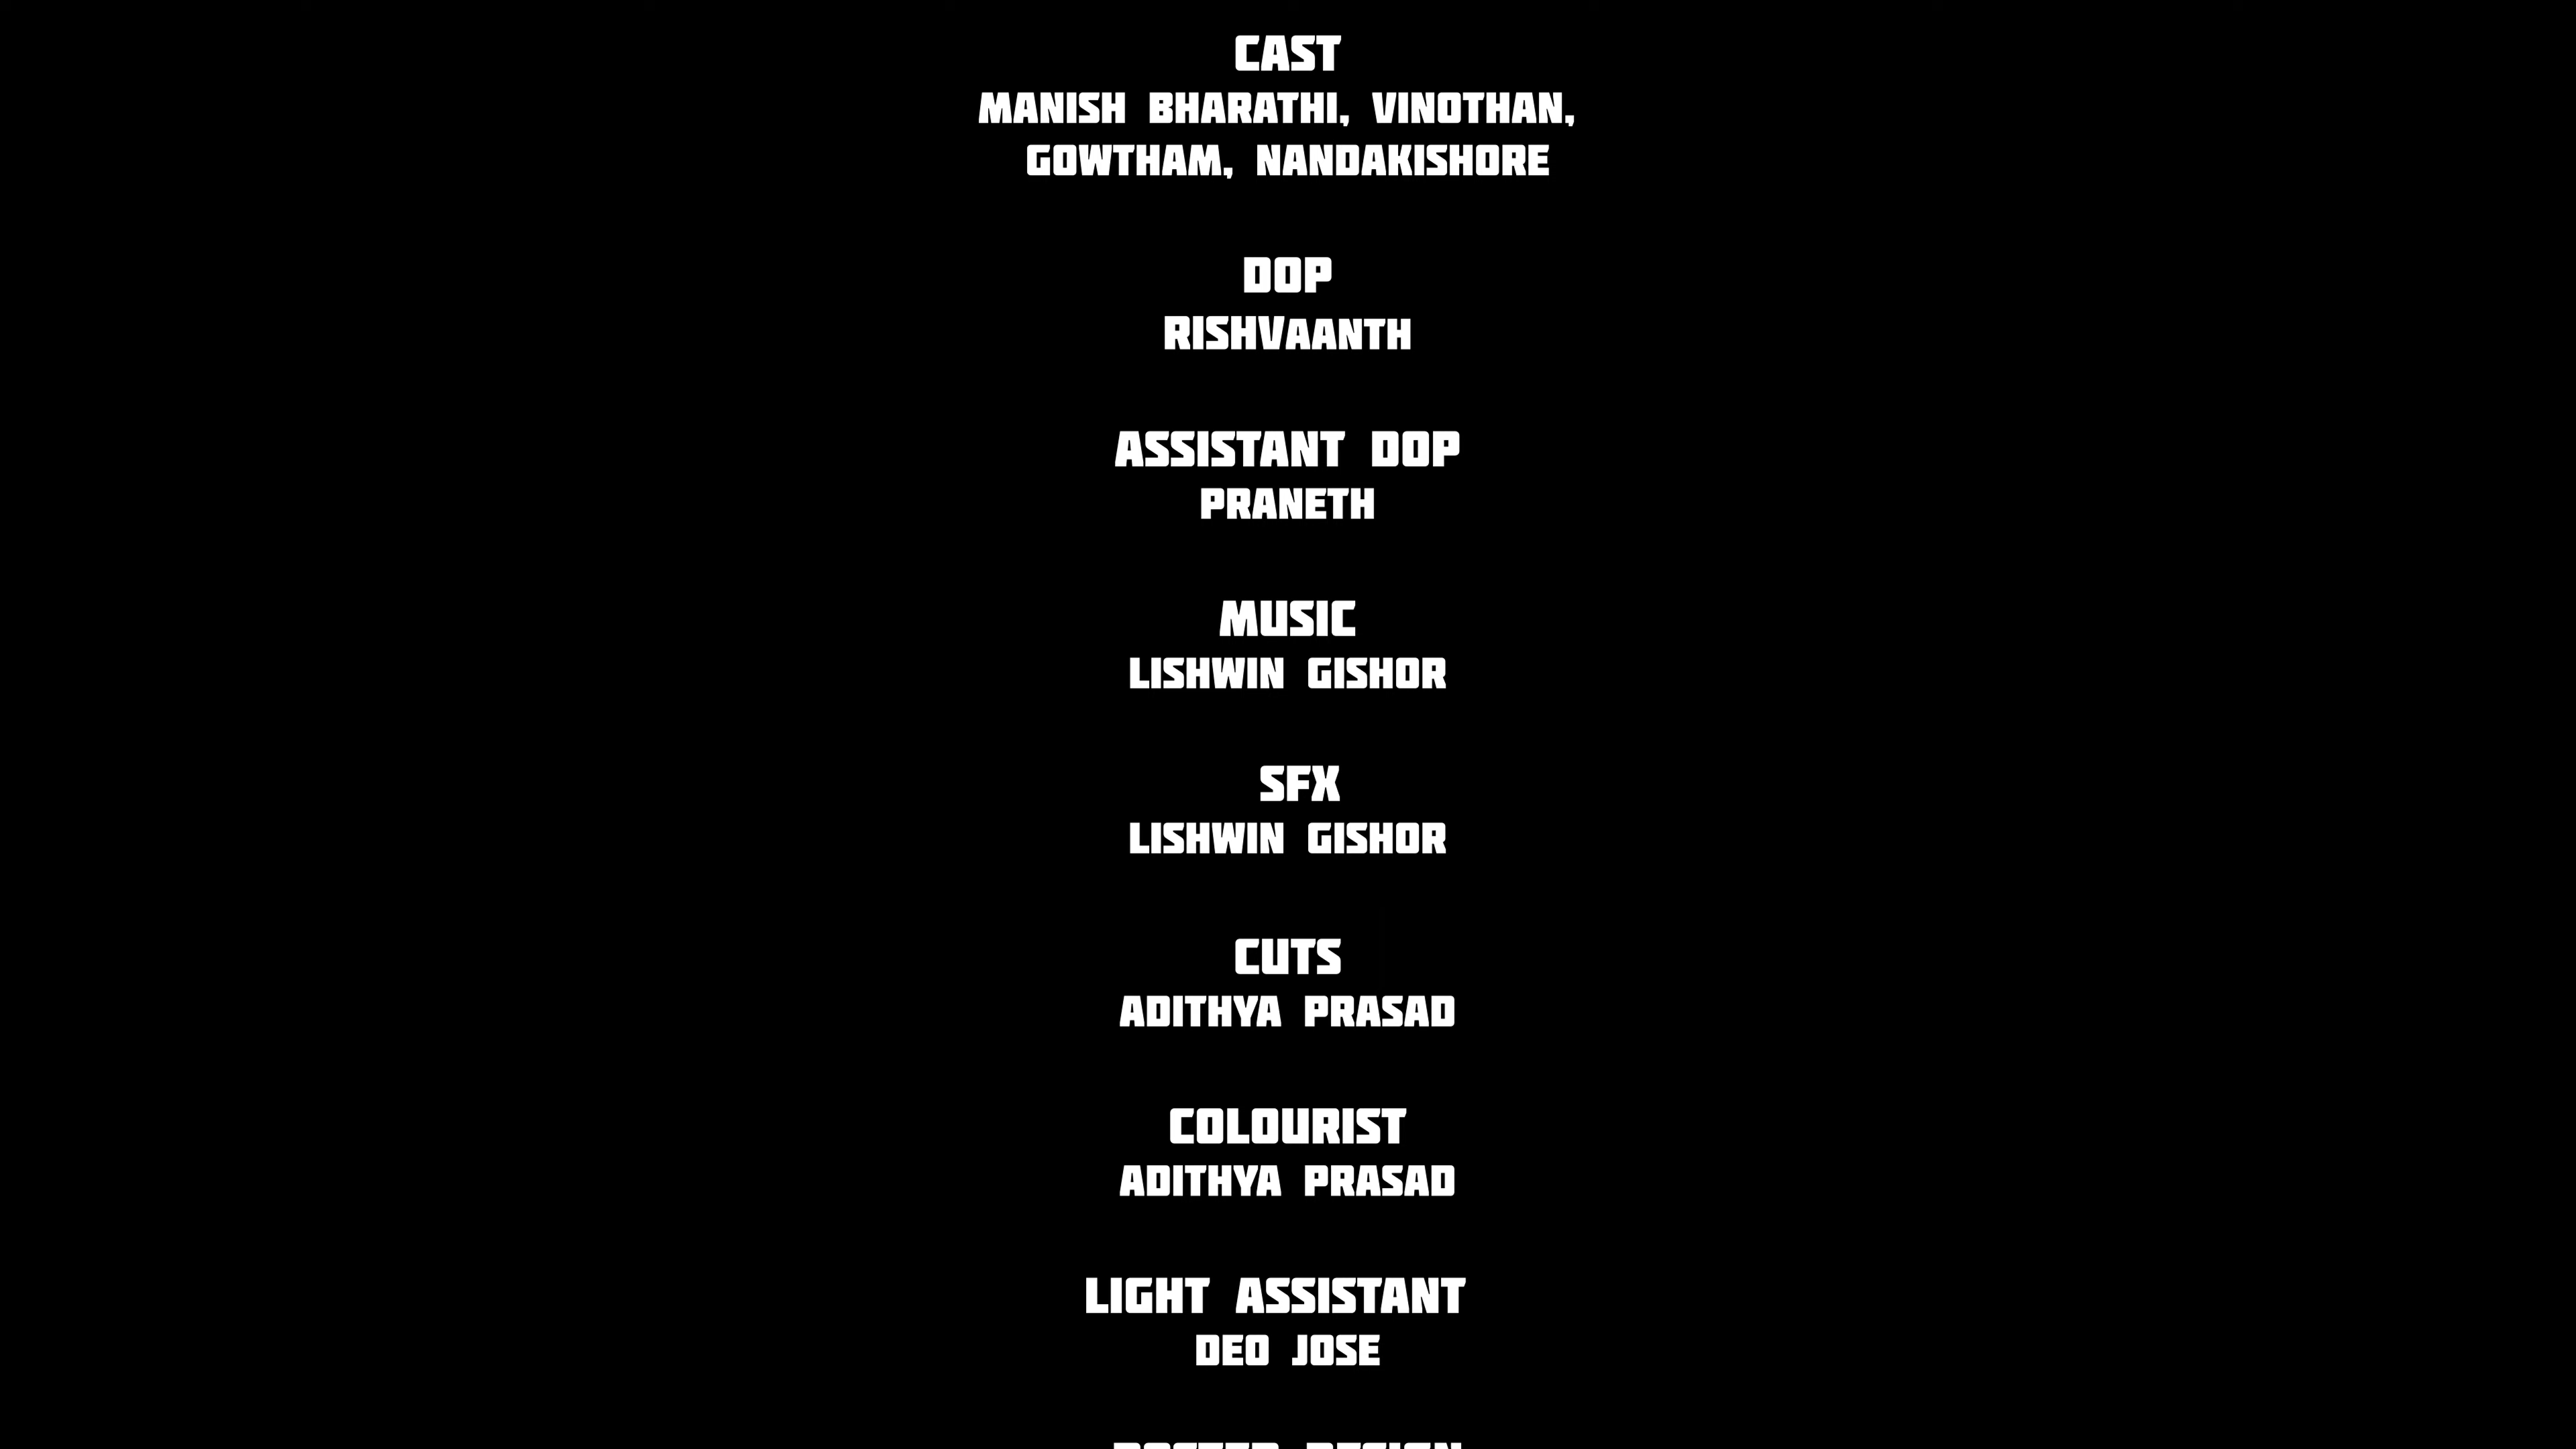 CAST
MANISH BHARATHI, VINOTHAN,
GOWTHAM, NANDAKISHORE
DOP
RISHVAANTH
ASSISTANT DOP
PRANETH
MUSIC
LISHWIN GISHOR
SFX
LISHWIN GISHOR
CUTS
ADITHYA PRASAD
COLOURIST
ADITHYA PRASAD
LIGHT ASSISTANT
DEO JOSE